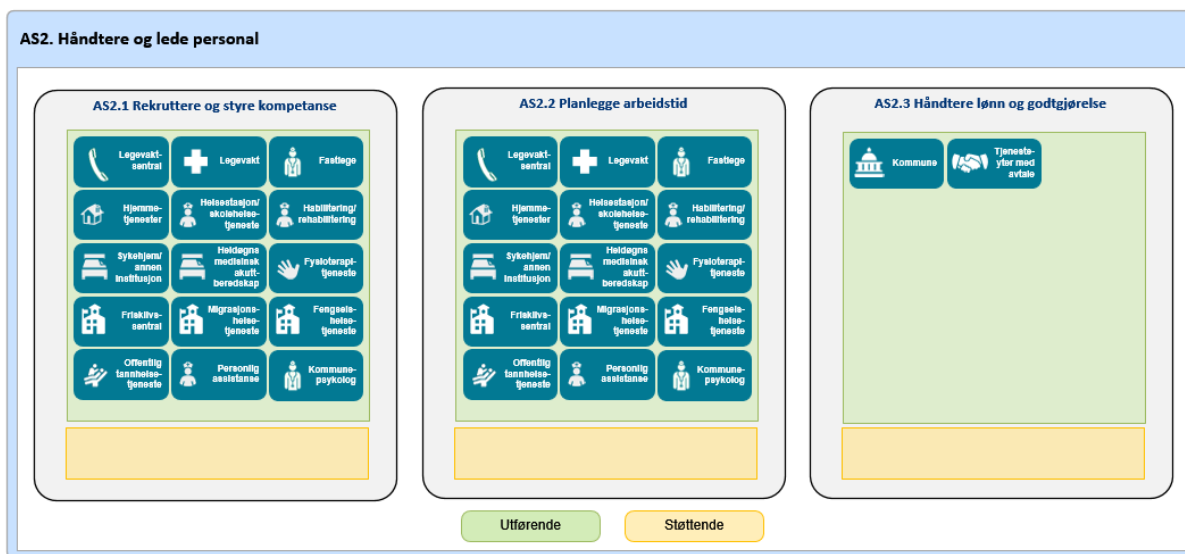 AS2. Håndtere og lede personal
AS2.1 Rekruttere og styre kompetanse
Legevakt-
sentral
Legevakt
Fastlege
Hjemme-
tjenester
Helsestasjon/
skolehelse-
tjeneste
Habilitering/
rehabilitering
Sykehjem/
annen
institusjon
Heldøgns
medisinsk
akutt-
beredskap
Fysioterapi-
tjeneste
Frisklivs-
sentral
Migrasjons-
helse-
tjeneste
Fengsels-
helse-
tjeneste
Offentlig
tannhelse-
tjeneste
Personlig
assistanse
Kommune-
psykolog
AS2.2 Planlegge arbeidstid
Legevakt-
sentral
Legevakt
Fastlege
Hjemme-
tjenester
Helsestasjon/
skolehelse-
tjeneste
Habilitering/
rehabilitering
Sykehjem/
annen
institusjon
Heldøgns
medisinsk
akutt-
beredskap
Fysioterapi-
tjeneste
Frisklivs-
sentral
Migrasjons-
helse-
tjeneste
Fengsels-
helse-
tjeneste
Offentlig
tannhelse-
tjeneste
Personlig
assistanse
Kommune-
psykolog
AS2.3 Håndtere lønn og godtgjørelse
Kommune
Tjeneste-
yter med
avtale
Utførende
Støttende